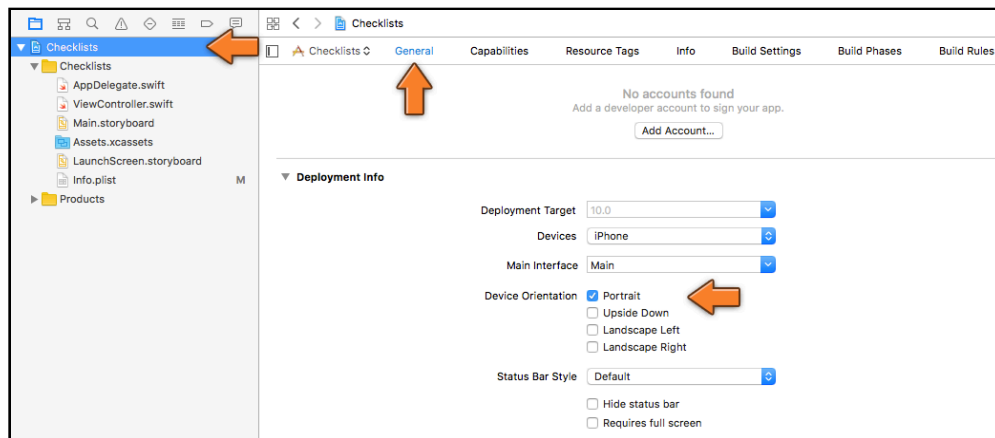 Checklists
Checklists
AppDelegate.swift
ViewController.swift
Main.storyboard
Assets.xcassets
LaunchScreen.storyboard
Info.plist M
Products
Checklists
Checklists General Capabilities Resource Tags Info Build Settings Build Phases Build Rules
No accounts found
Add a developer account to sign your app.
Add Account...
Deployment Info
Deployment Target 10.0
Devices iPhone
Main Interface Main
Device Orientation Portrait
Upside Down
Landscape Left
Landscape Right
Status Bar Style Default
Hide status bar
Requires full screen